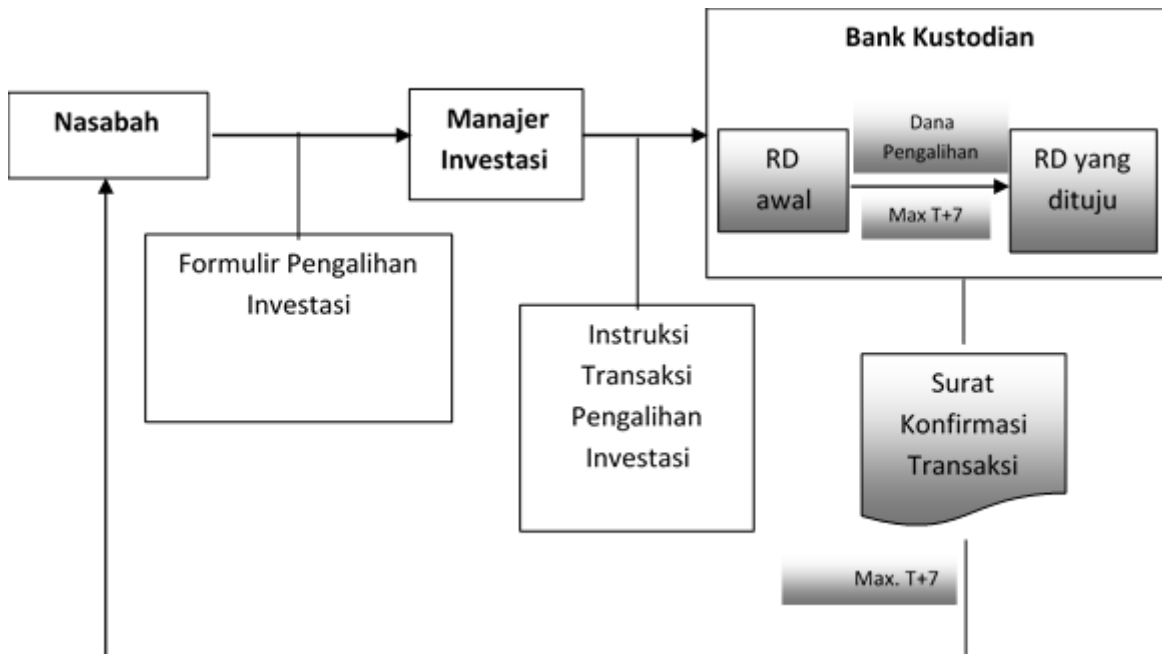 Bank Kustodian
Nasabah
Manajer
Investasi
RD
awal
Dana
Pengalihan
Max T+7
RD yang
dituju
Formulir Pengalihan
Investasi
Instruksi
Transaksi
Pengalihan
Investasi
Surat
Konfirmasi
Transaksi
Max. T+7